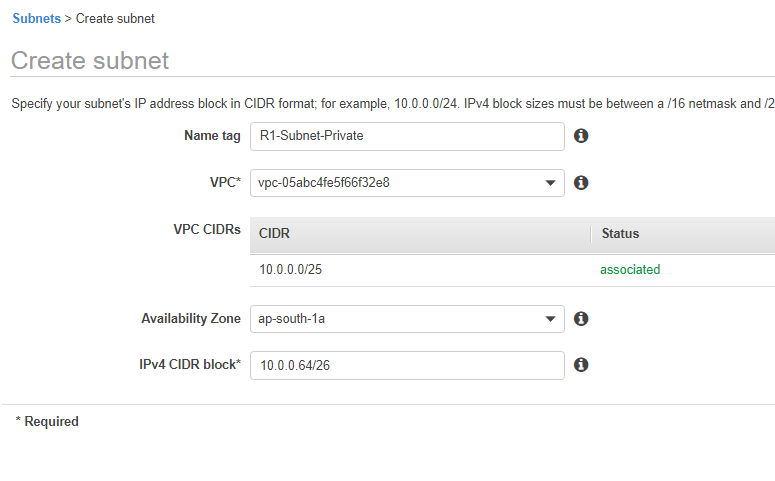 Subnets > Create subnet
Create subnet
Specify your subnet's IP address block in CIDR format; for example, 10.0.0.0/24. IPv4 block sizes must be between a /16 netmask and /2
Name tag R1-Subnet-Private
VPC* vpc-05abc4fe5f66f32e8
VPC CIDRs CIDR Status
10.0.0.0/25 associated
Availability Zone ap-south-1a
IPv4 CIDR block* 10.0.0.64/26
* Required